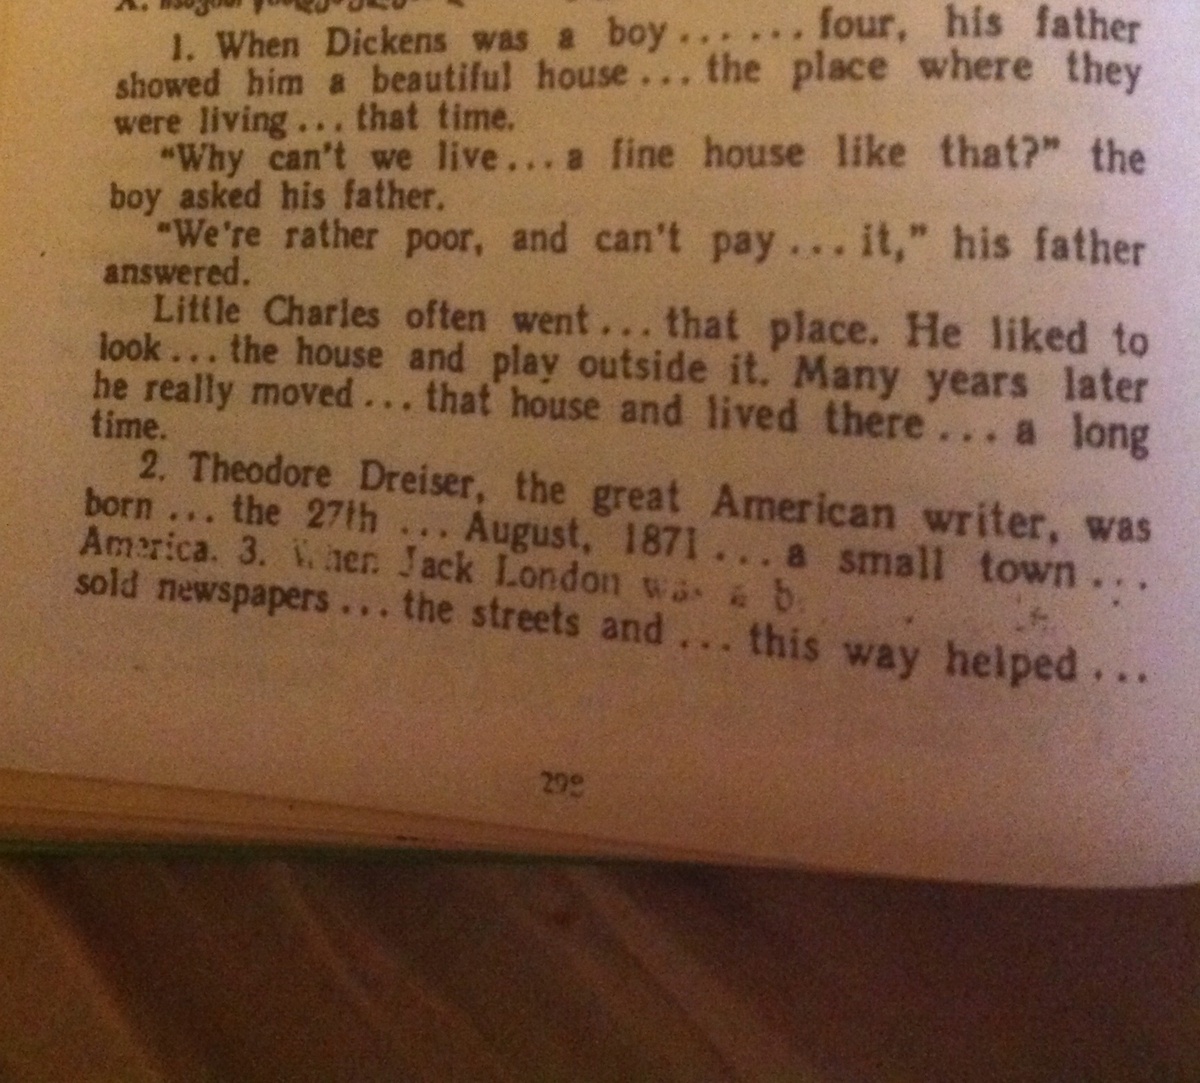 1. When Dickens was a boy ... ... four, his father
showed him a beautiful house ... the place where they
were living ... that time.
"Why can't we live ... a fine house like that?" the
boy asked his father.
"We're rather poor, and can't pay ... it," his father
answered.
Little Charles often went ... that place. He liked to
look ... the house and play outside it. Many years later
he really moved ... that house and lived there ... a long
time.
2. Theodore Dreiser, the great American writer, was
born ... the 27th ... August, 1871 ... a small town ...
America. 3. When Jack London was a
sold newspapers ... the streets and ... this way helped ...